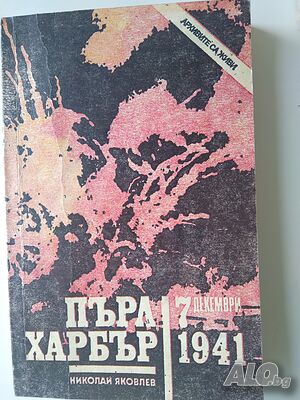 АРХИВИТЕ СА ЖИВИ
ПЪРЛ
ХАРБЪР
7
ДЕКЕМВРИ
1941
НИКОЛАЙ ЯКОВЛЕВ
ALO.bg